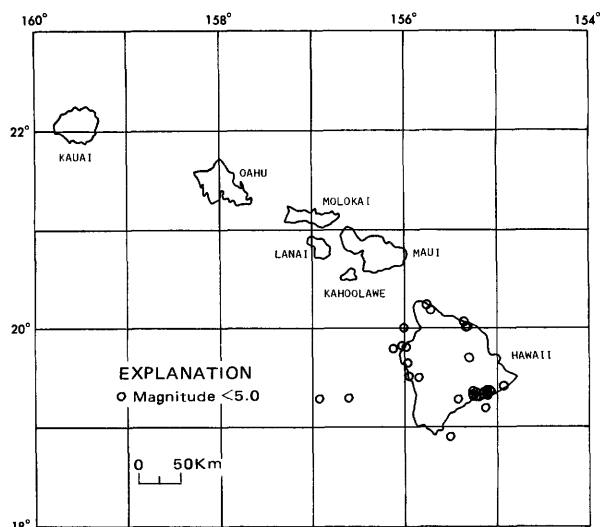 160°
158°
156°
154°
22°
KAUAI
OAHU
MOLOKAI
LANAI
MAUI
KAHOOLAWE
20°
HAWAII
EXPLANATION
Magnitude <5.0
0 50Km
18°